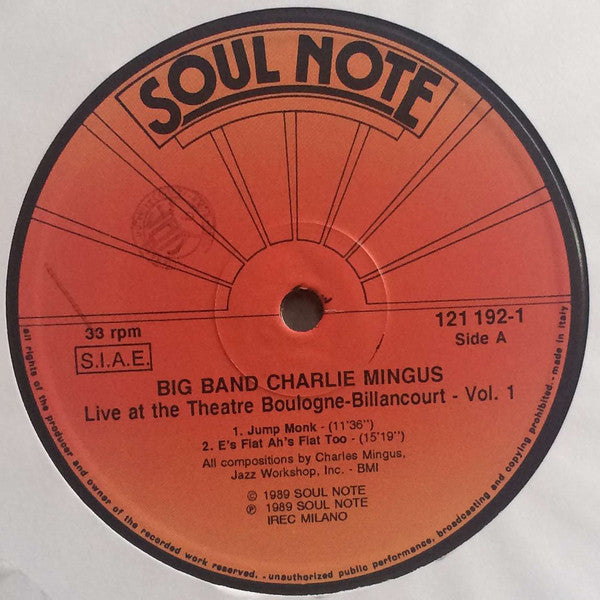 SOUL NOTE
33 rpm
S.I.A.E.
121 192-1
Side A
BIG BAND CHARLIE MINGUS
Live at the Theatre Boulogne-Billancourt - Vol. 1
1. Jump Monk - (11'36")
2. E's Flat Ah's Flat Too - (15'19")
All compositions by Charles Mingus,
Jazz Workshop, Inc. - BMI
© 1989 SOUL NOTE
℗ 1989 SOUL NOTE
IREC MILANO
all rights of the producer and owner of the recorded work reserved. - unauthorized public performance, broadcasting and copying prohibited. - made in italy